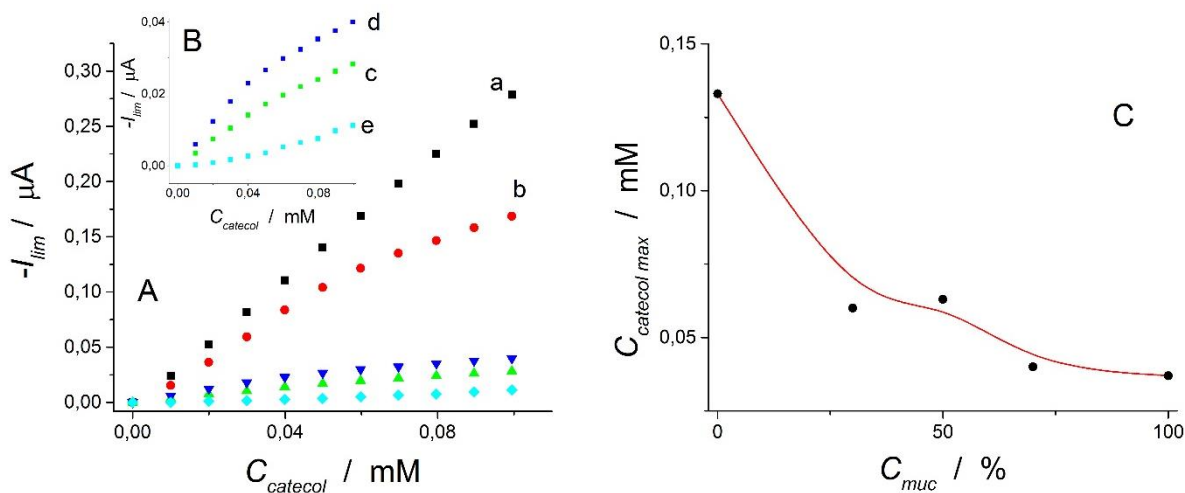 B
0,04
0,02
0,00
-I_lim / μA
d
c
e
0,00 0,04 0,08
C_catecol / mM
0,30
0,25
0,20
0,15
0,10
0,05
0,00
-I_lim / μA
a
b
A
0,00 0,04 0,08
C_catecol / mM
0,15
0,10
0,05
C_catecol max / mM
C
0 50 100
C_muc / %